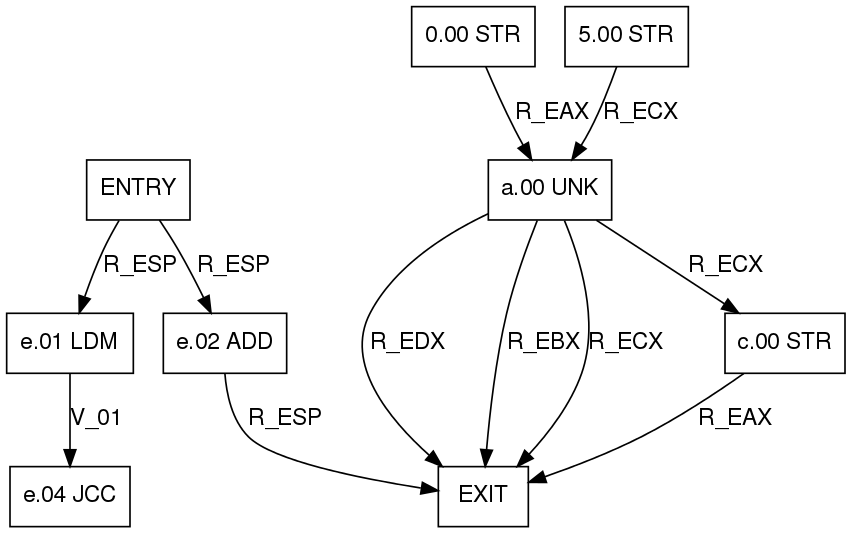 0.00 STR
5.00 STR
R_EAX
R_ECX
ENTRY
a.00 UNK
R_ESP
R_ESP
R_ECX
e.01 LDM
e.02 ADD
R_EDX
R_EBX
R_ECX
c.00 STR
V_01
R_ESP
R_EAX
e.04 JCC
EXIT